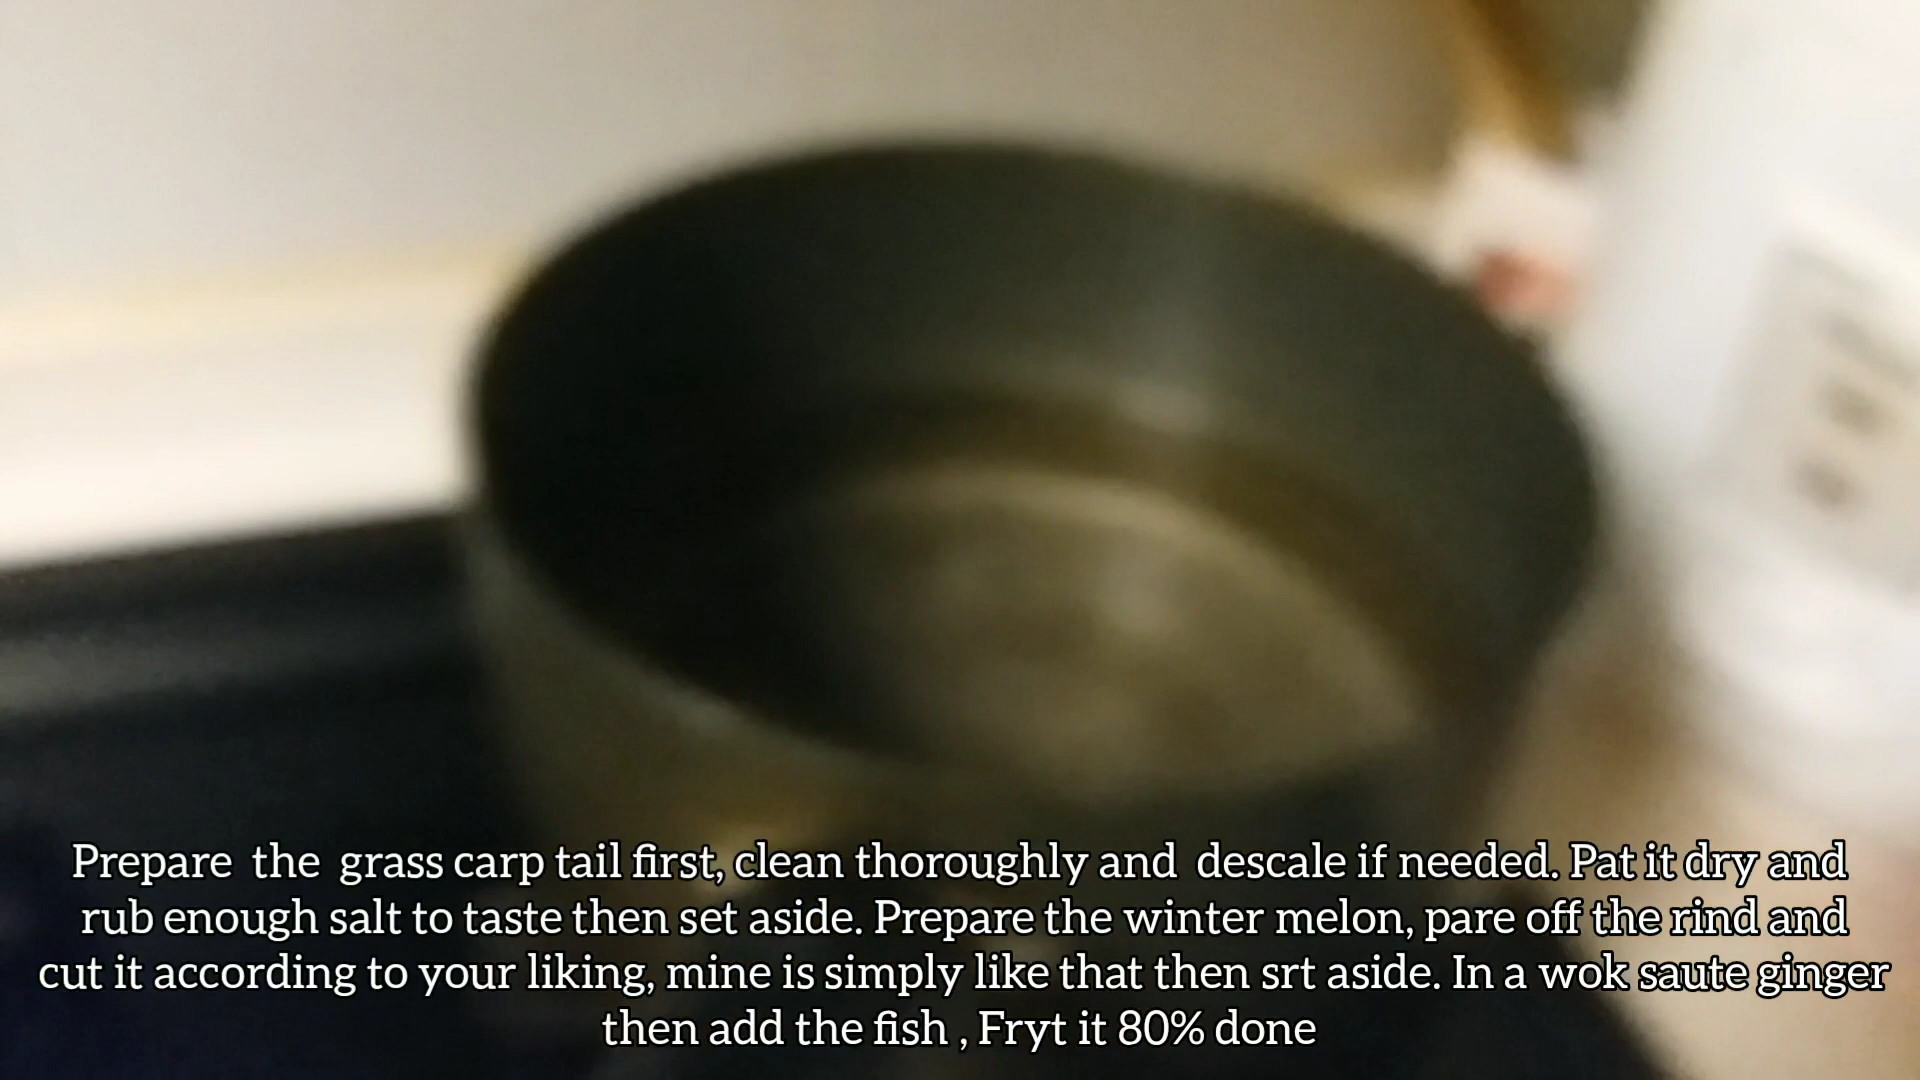 Prepare the grass carp tail first, clean thoroughly and descale if needed. Pat it dry and
rub enough salt to taste then set aside. Prepare the winter melon, pare off the rind and
cut it according to your liking, mine is simply like that then srt aside. In a wok saute ginger
then add the fish , Fryt it 80% done